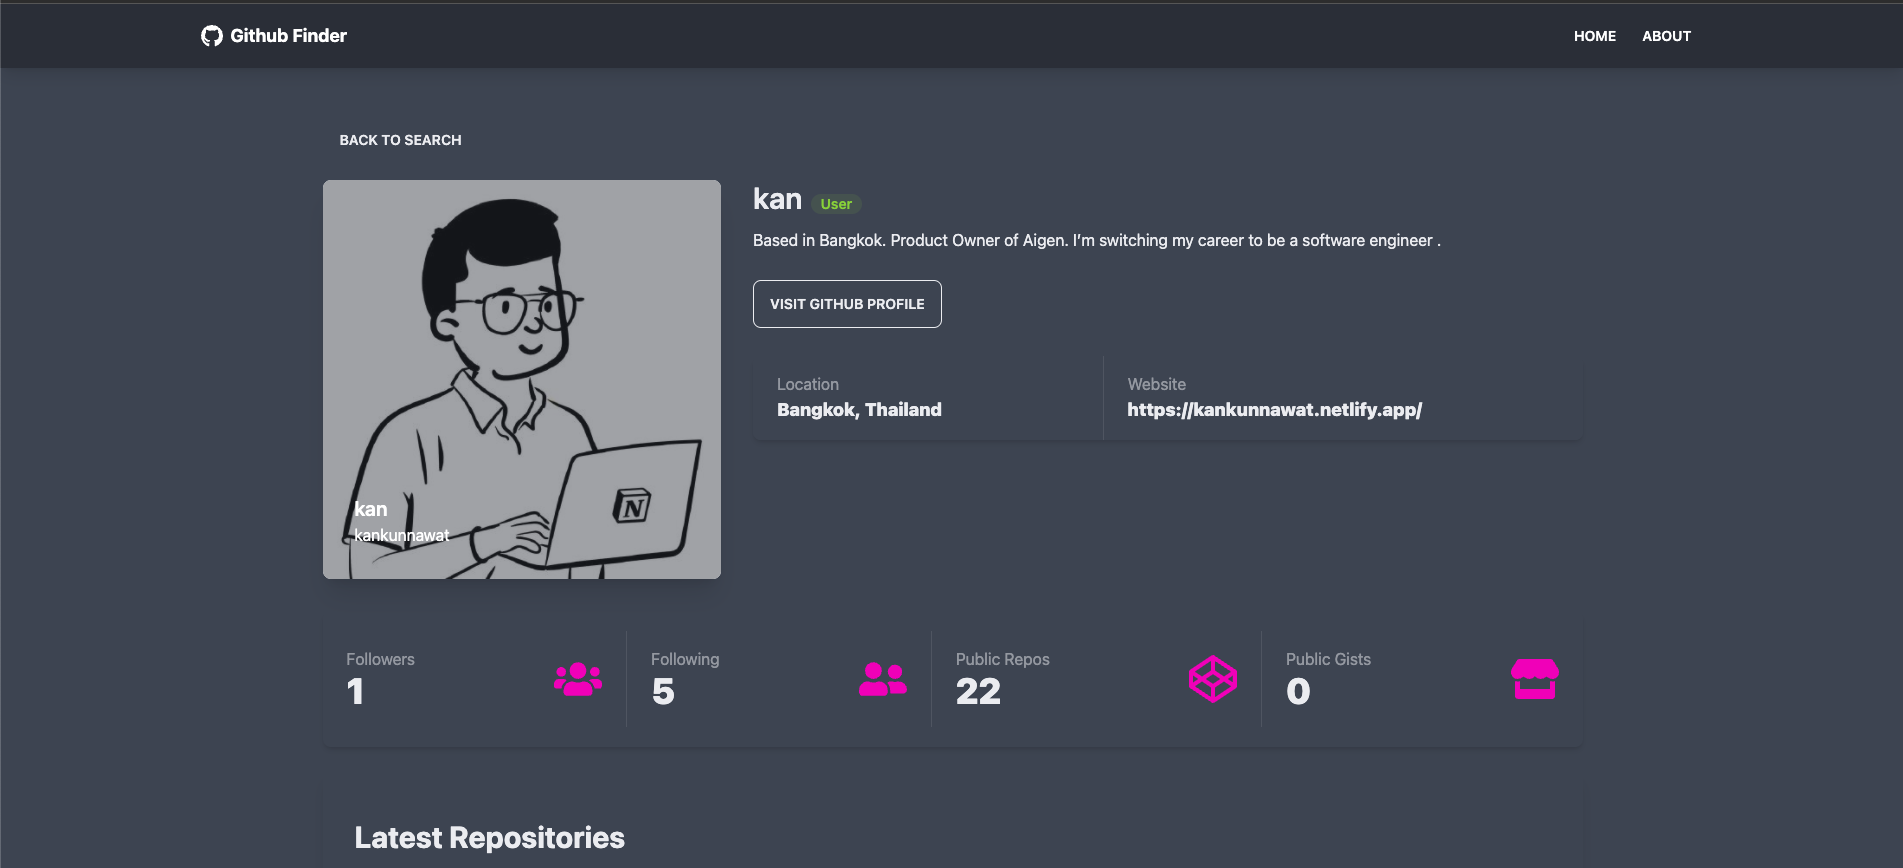 Github Finder
HOME ABOUT
BACK TO SEARCH
kan User
Based in Bangkok. Product Owner of Aigen. I'm switching my career to be a software engineer .
VISIT GITHUB PROFILE
Location
Bangkok, Thailand
Website
https://kankunnawat.netlify.app/
N
kan
kankunnawat
Followers
1
Following
5
Public Repos
22
Public Gists
0
Latest Repositories